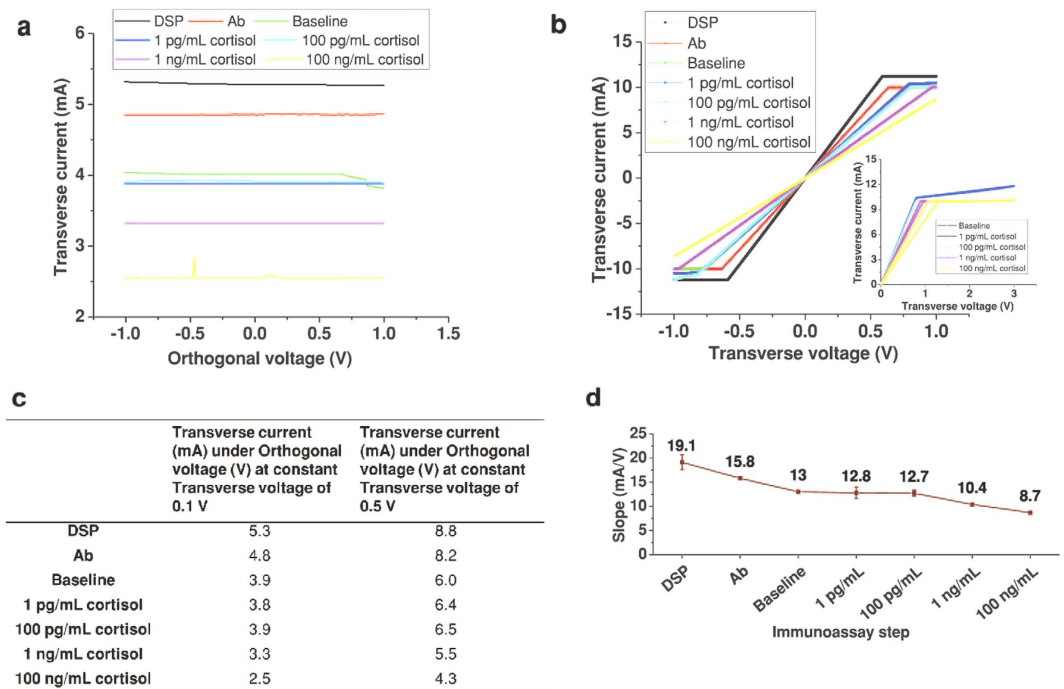 a
DSP Ab Baseline
1 pg/mL cortisol 100 pg/mL cortisol
1 ng/mL cortisol 100 ng/mL cortisol
Transverse current (mA)
6
5
4
3
2
-1.0 -0.5 0.0 0.5 1.0 1.5
Orthogonal voltage (V)
b
DSP
Ab
Baseline
1 pg/mL cortisol
100 pg/mL cortisol
1 ng/mL cortisol
100 ng/mL cortisol
Transverse current (mA)
15
10
5
0
-5
-10
-15
-1.0 -0.5 0.0 0.5 1.0
Transverse voltage (V)
Transverse current (mA)
15
12
9
6
3
0
Baseline
1 pg/mL cortisol
100 pg/mL cortisol
1 ng/mL cortisol
100 ng/mL cortisol
0 1 2 3
Transverse voltage (V)
c
Transverse current Transverse current
(mA) under Orthogonal (mA) under Orthogonal
voltage (V) at constant voltage (V) at constant
Transverse voltage of Transverse voltage of
0.1 V 0.5 V
DSP 5.3 8.8
Ab 4.8 8.2
Baseline 3.9 6.0
1 pg/mL cortisol 3.8 6.4
100 pg/mL cortisol 3.9 6.5
1 ng/mL cortisol 3.3 5.5
100 ng/mL cortisol 2.5 4.3
d
Slope (mA/V)
25
20
15
10
5
0
19.1 15.8 13 12.8 12.7 10.4 8.7
DSP Ab Baseline 1 pg/mL 100 pg/mL 1 ng/mL 100 ng/mL
Immunoassay step